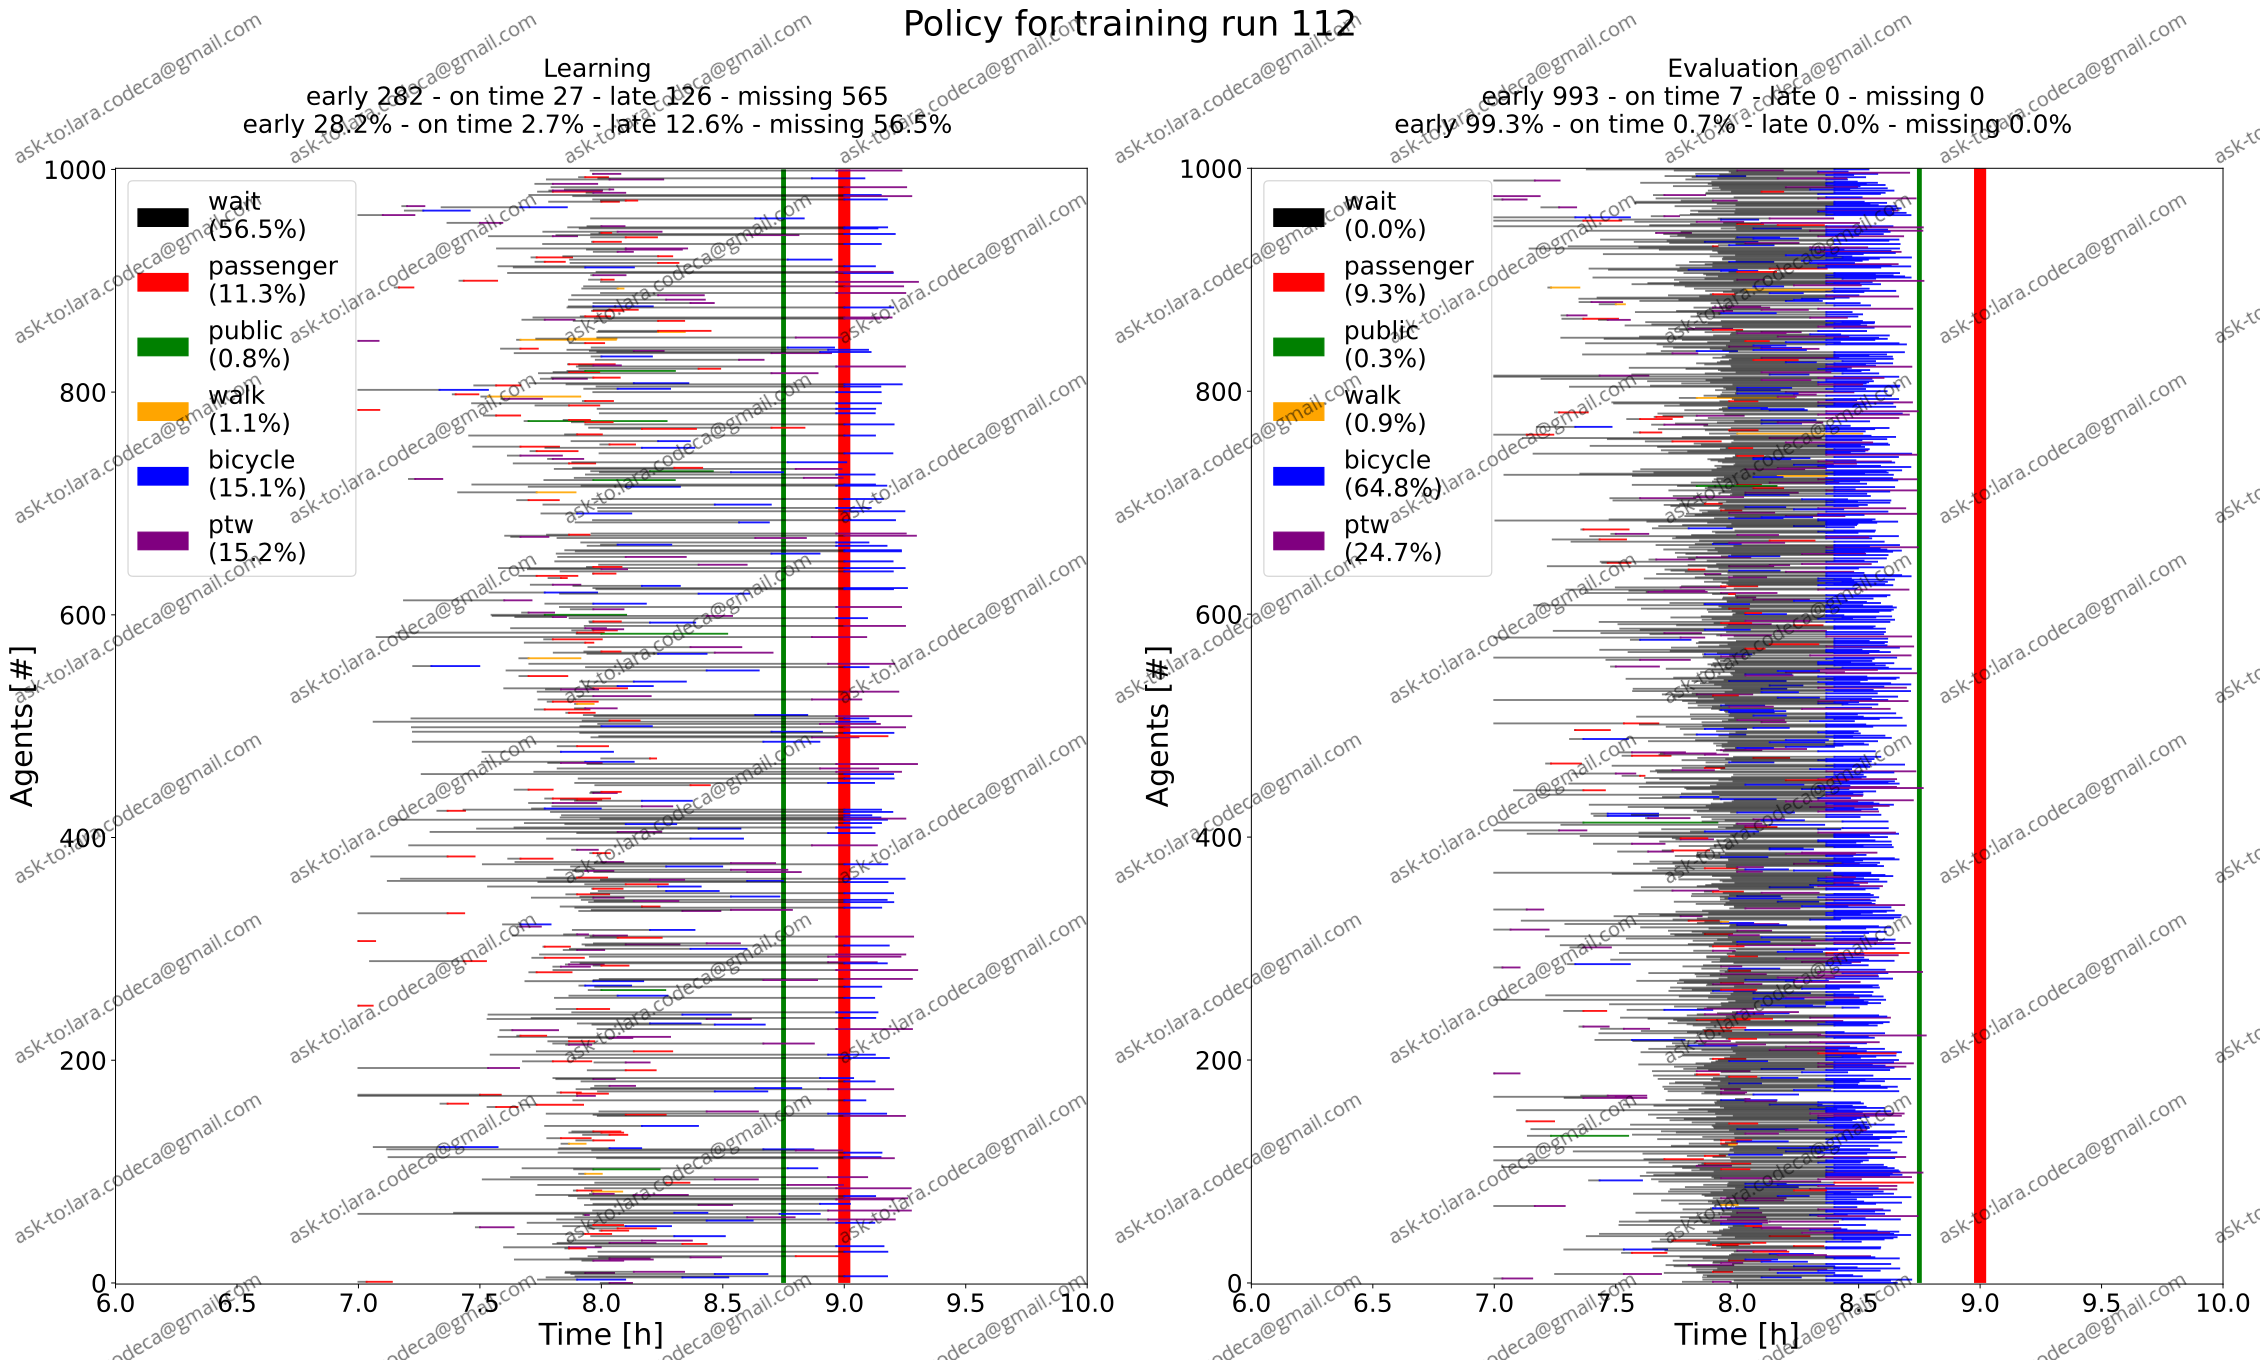 Policy for training run 112
Learning
early 282 - on time 27 - late 126 - missing 565
early 28.2% - on time 2.7% - late 12.6% - missing 56.5%
Evaluation
early 993 - on time 7 - late 0 - missing 0
early 99.3% - on time 0.7% - late 0.0% - missing 0.0%
wait
(56.5%)
passenger
(11.3%)
public
(0.8%)
walk
(1.1%)
bicycle
(15.1%)
ptw
(15.2%)
Agents [#]
1000
800
600
400
200
0
6.0 6.5 7.0 7.5 8.0 8.5 9.0 9.5 10.0
Time [h]
wait
(0.0%)
passenger
(9.3%)
public
(0.3%)
walk
(0.9%)
bicycle
(64.8%)
ptw
(24.7%)
Agents [#]
1000
800
600
400
200
0
6.0 6.5 7.0 7.5 8.0 8.5 9.0 9.5 10.0
Time [h]
ask-to:lara.codeca@gmail.com